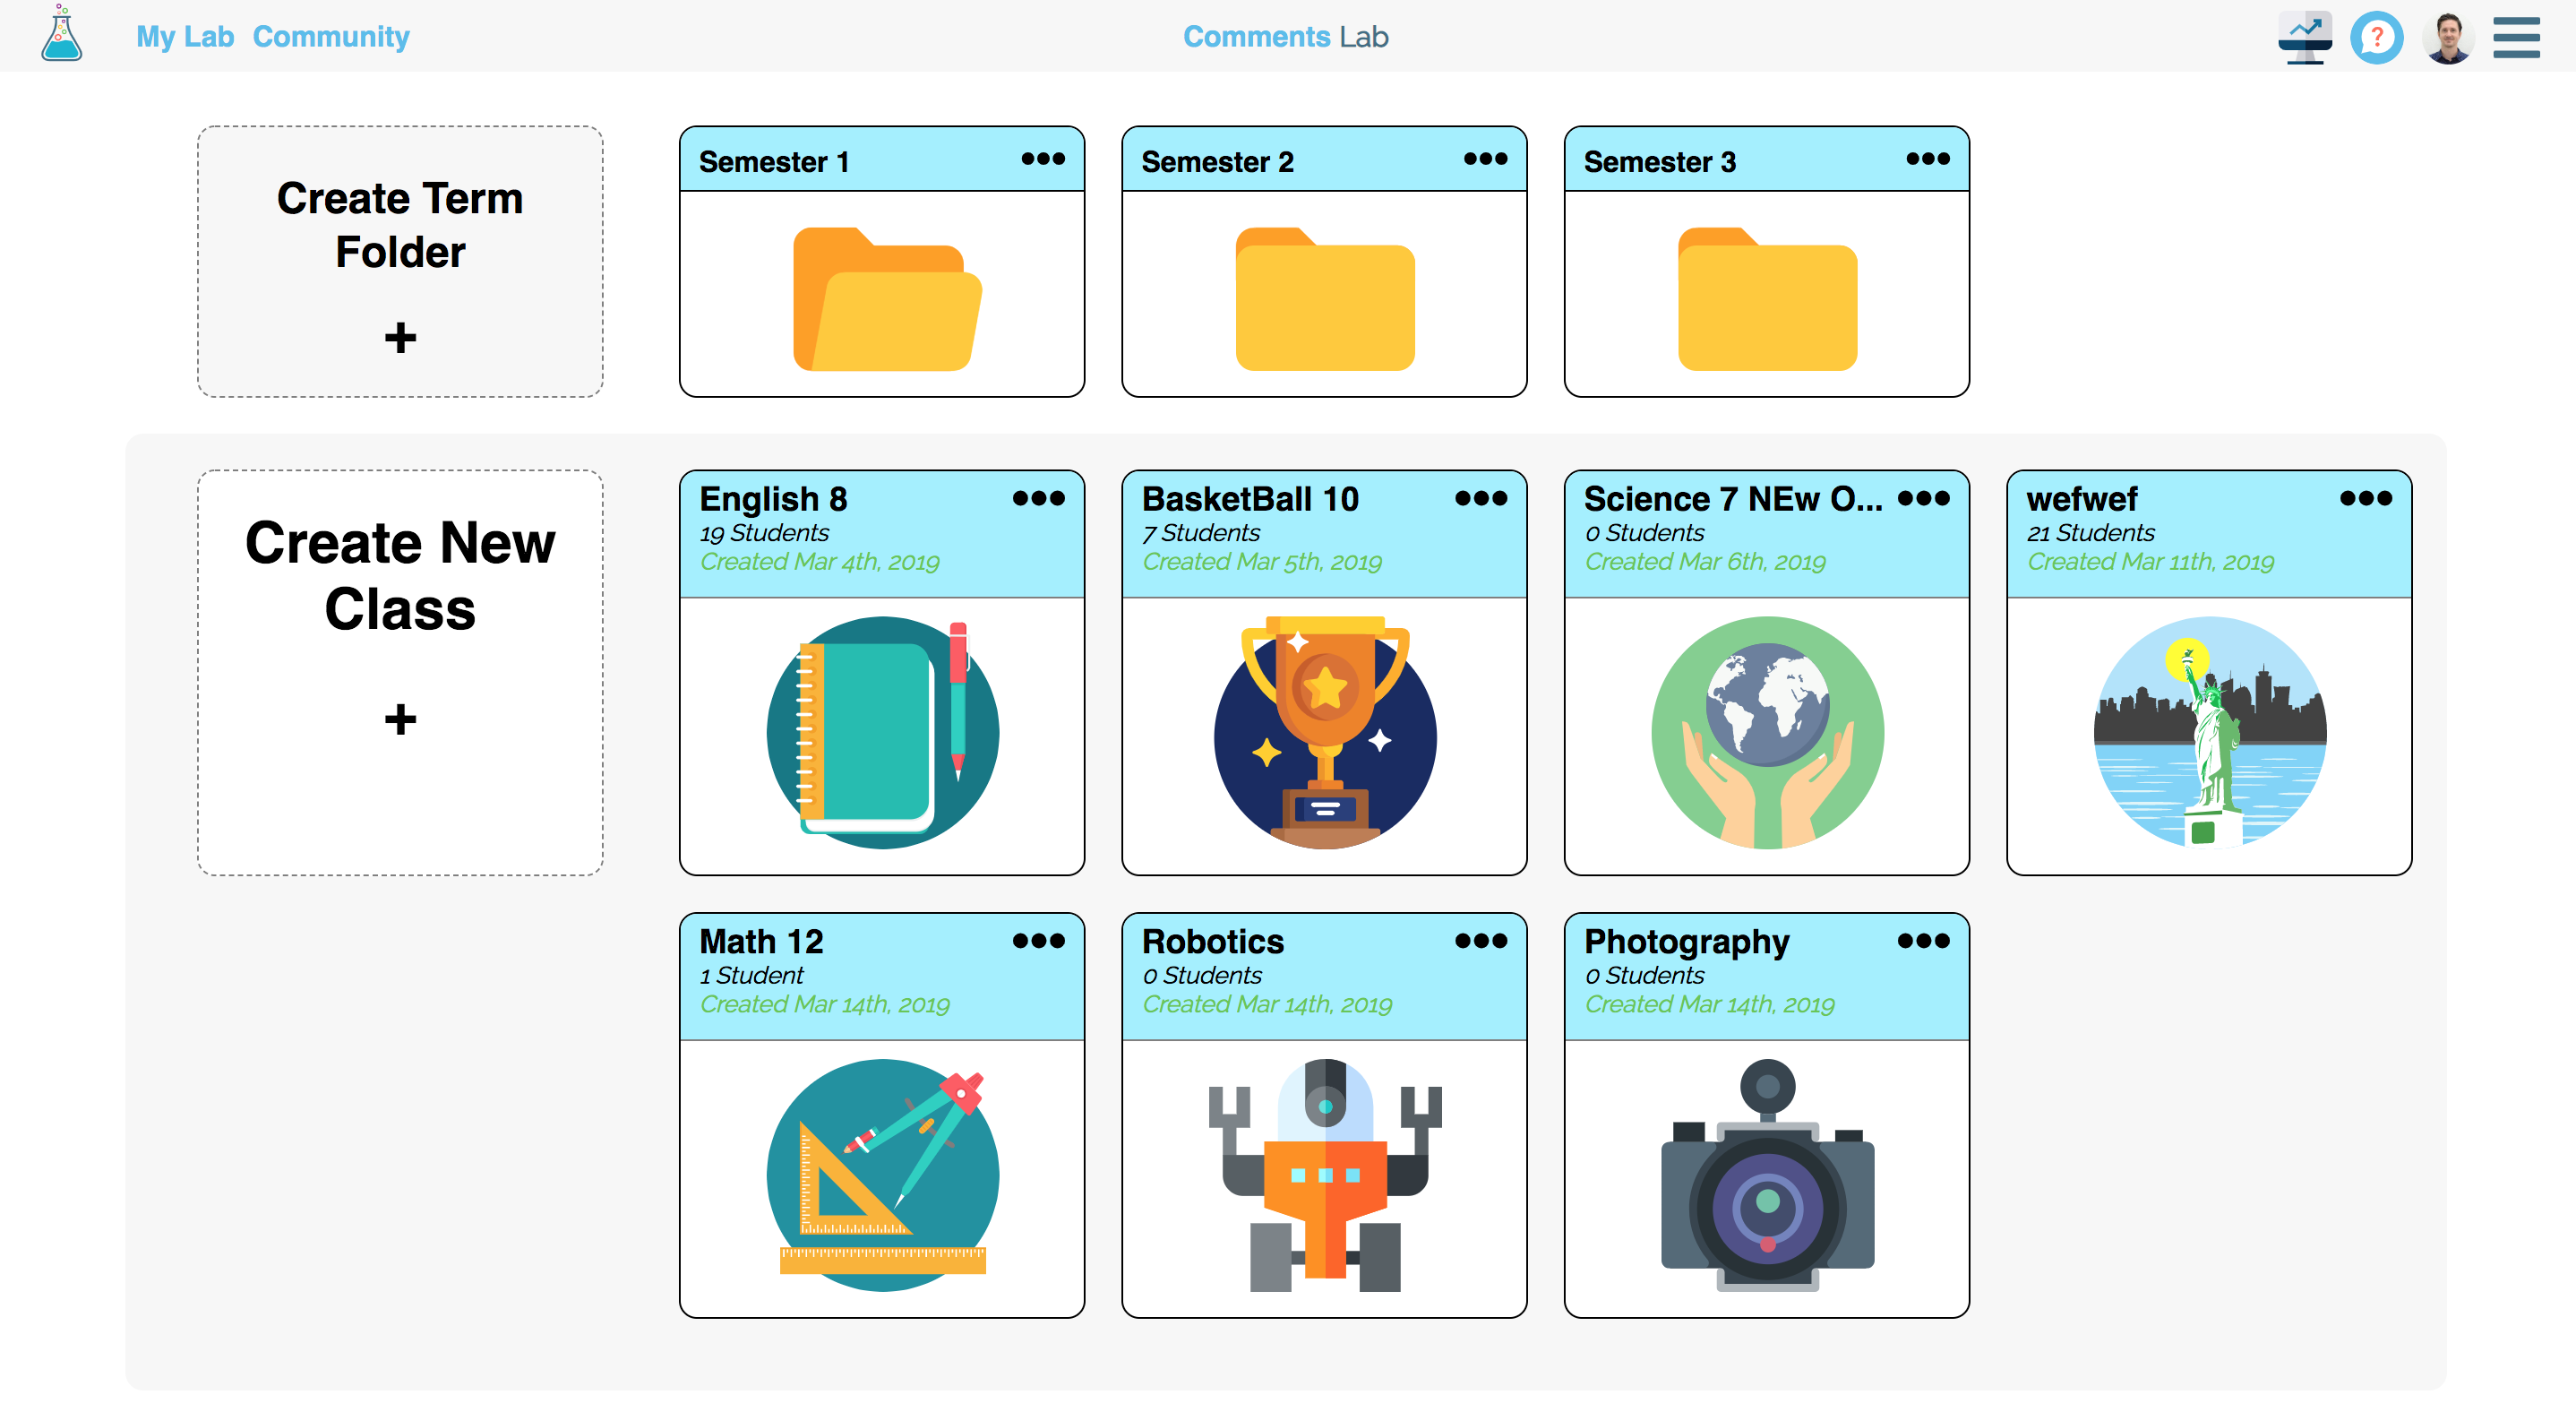 My Lab Community Comments Lab ?
Create Term
Folder
+
Semester 1
Semester 2
Semester 3
Create New
Class
+
English 8
19 Students
Created Mar 4th, 2019
BasketBall 10
7 Students
Created Mar 5th, 2019
Science 7 NEw O...
0 Students
Created Mar 6th, 2019
wefwef
21 Students
Created Mar 11th, 2019
Math 12
1 Student
Created Mar 14th, 2019
Robotics
0 Students
Created Mar 14th, 2019
Photography
0 Students
Created Mar 14th, 2019